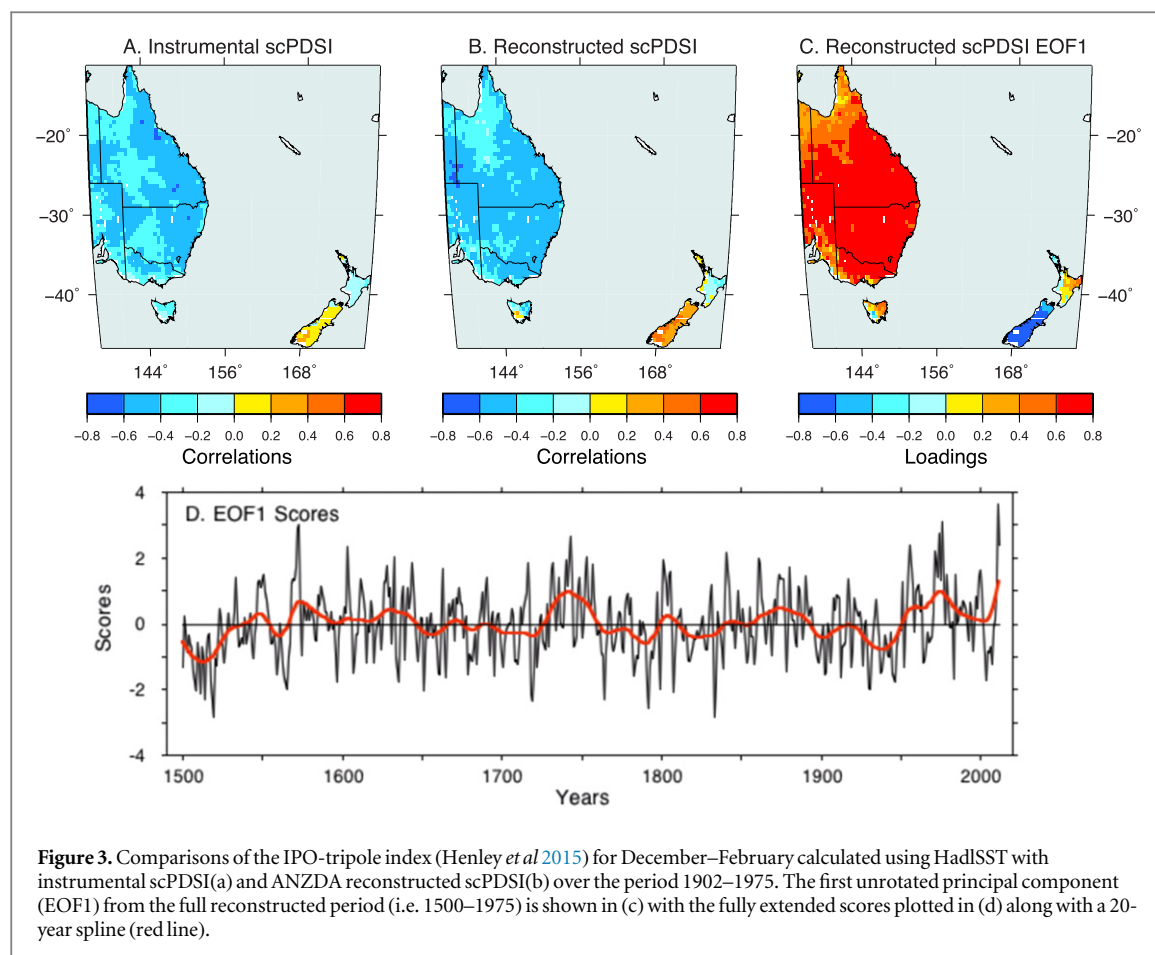 A. Instrumental scPDSI
B. Reconstructed scPDSI
C. Reconstructed scPDSI EOF1
−20°
−30°
−40°
−20°
−30°
−40°
144° 156° 168°
144° 156° 168°
144° 156° 168°
−0.8 −0.6 −0.4 −0.2 0.0 0.2 0.4 0.6 0.8
−0.8 −0.6 −0.4 −0.2 0.0 0.2 0.4 0.6 0.8
−0.8 −0.6 −0.4 −0.2 0.0 0.2 0.4 0.6 0.8
Correlations
Correlations
Loadings
D. EOF1 Scores
4
2
0
-2
-4
Scores
1500 1600 1700 1800 1900 2000
Years
Figure 3. Comparisons of the IPO-tripole index (Henley et al 2015) for December–February calculated using HadlSST with
instrumental scPDSI(a) and ANZDA reconstructed scPDSI(b) over the period 1902–1975. The first unrotated principal component
(EOF1) from the full reconstructed period (i.e. 1500–1975) is shown in (c) with the fully extended scores plotted in (d) along with a 20-
year spline (red line).